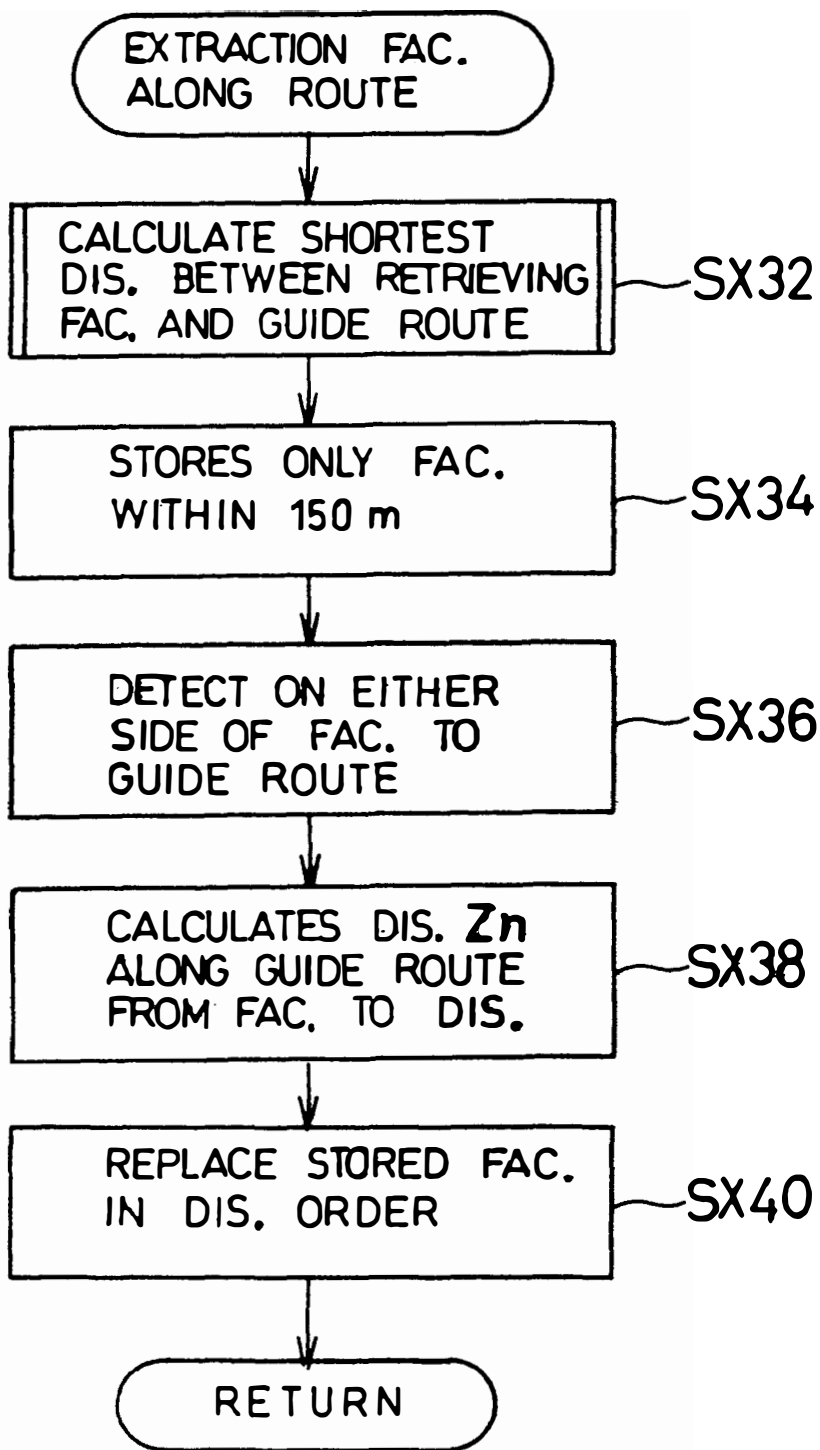 EXTRACTION FAC.
ALONG ROUTE
CALCULATE SHORTEST
DIS. BETWEEN RETRIEVING
FAC. AND GUIDE ROUTE
SX32
STORES ONLY FAC.
WITHIN 150 m
SX34
DETECT ON EITHER
SIDE OF FAC. TO
GUIDE ROUTE
SX36
CALCULATES DIS. Zn
ALONG GUIDE ROUTE
FROM FAC. TO DIS.
SX38
REPLACE STORED FAC.
IN DIS. ORDER
SX40
RETURN